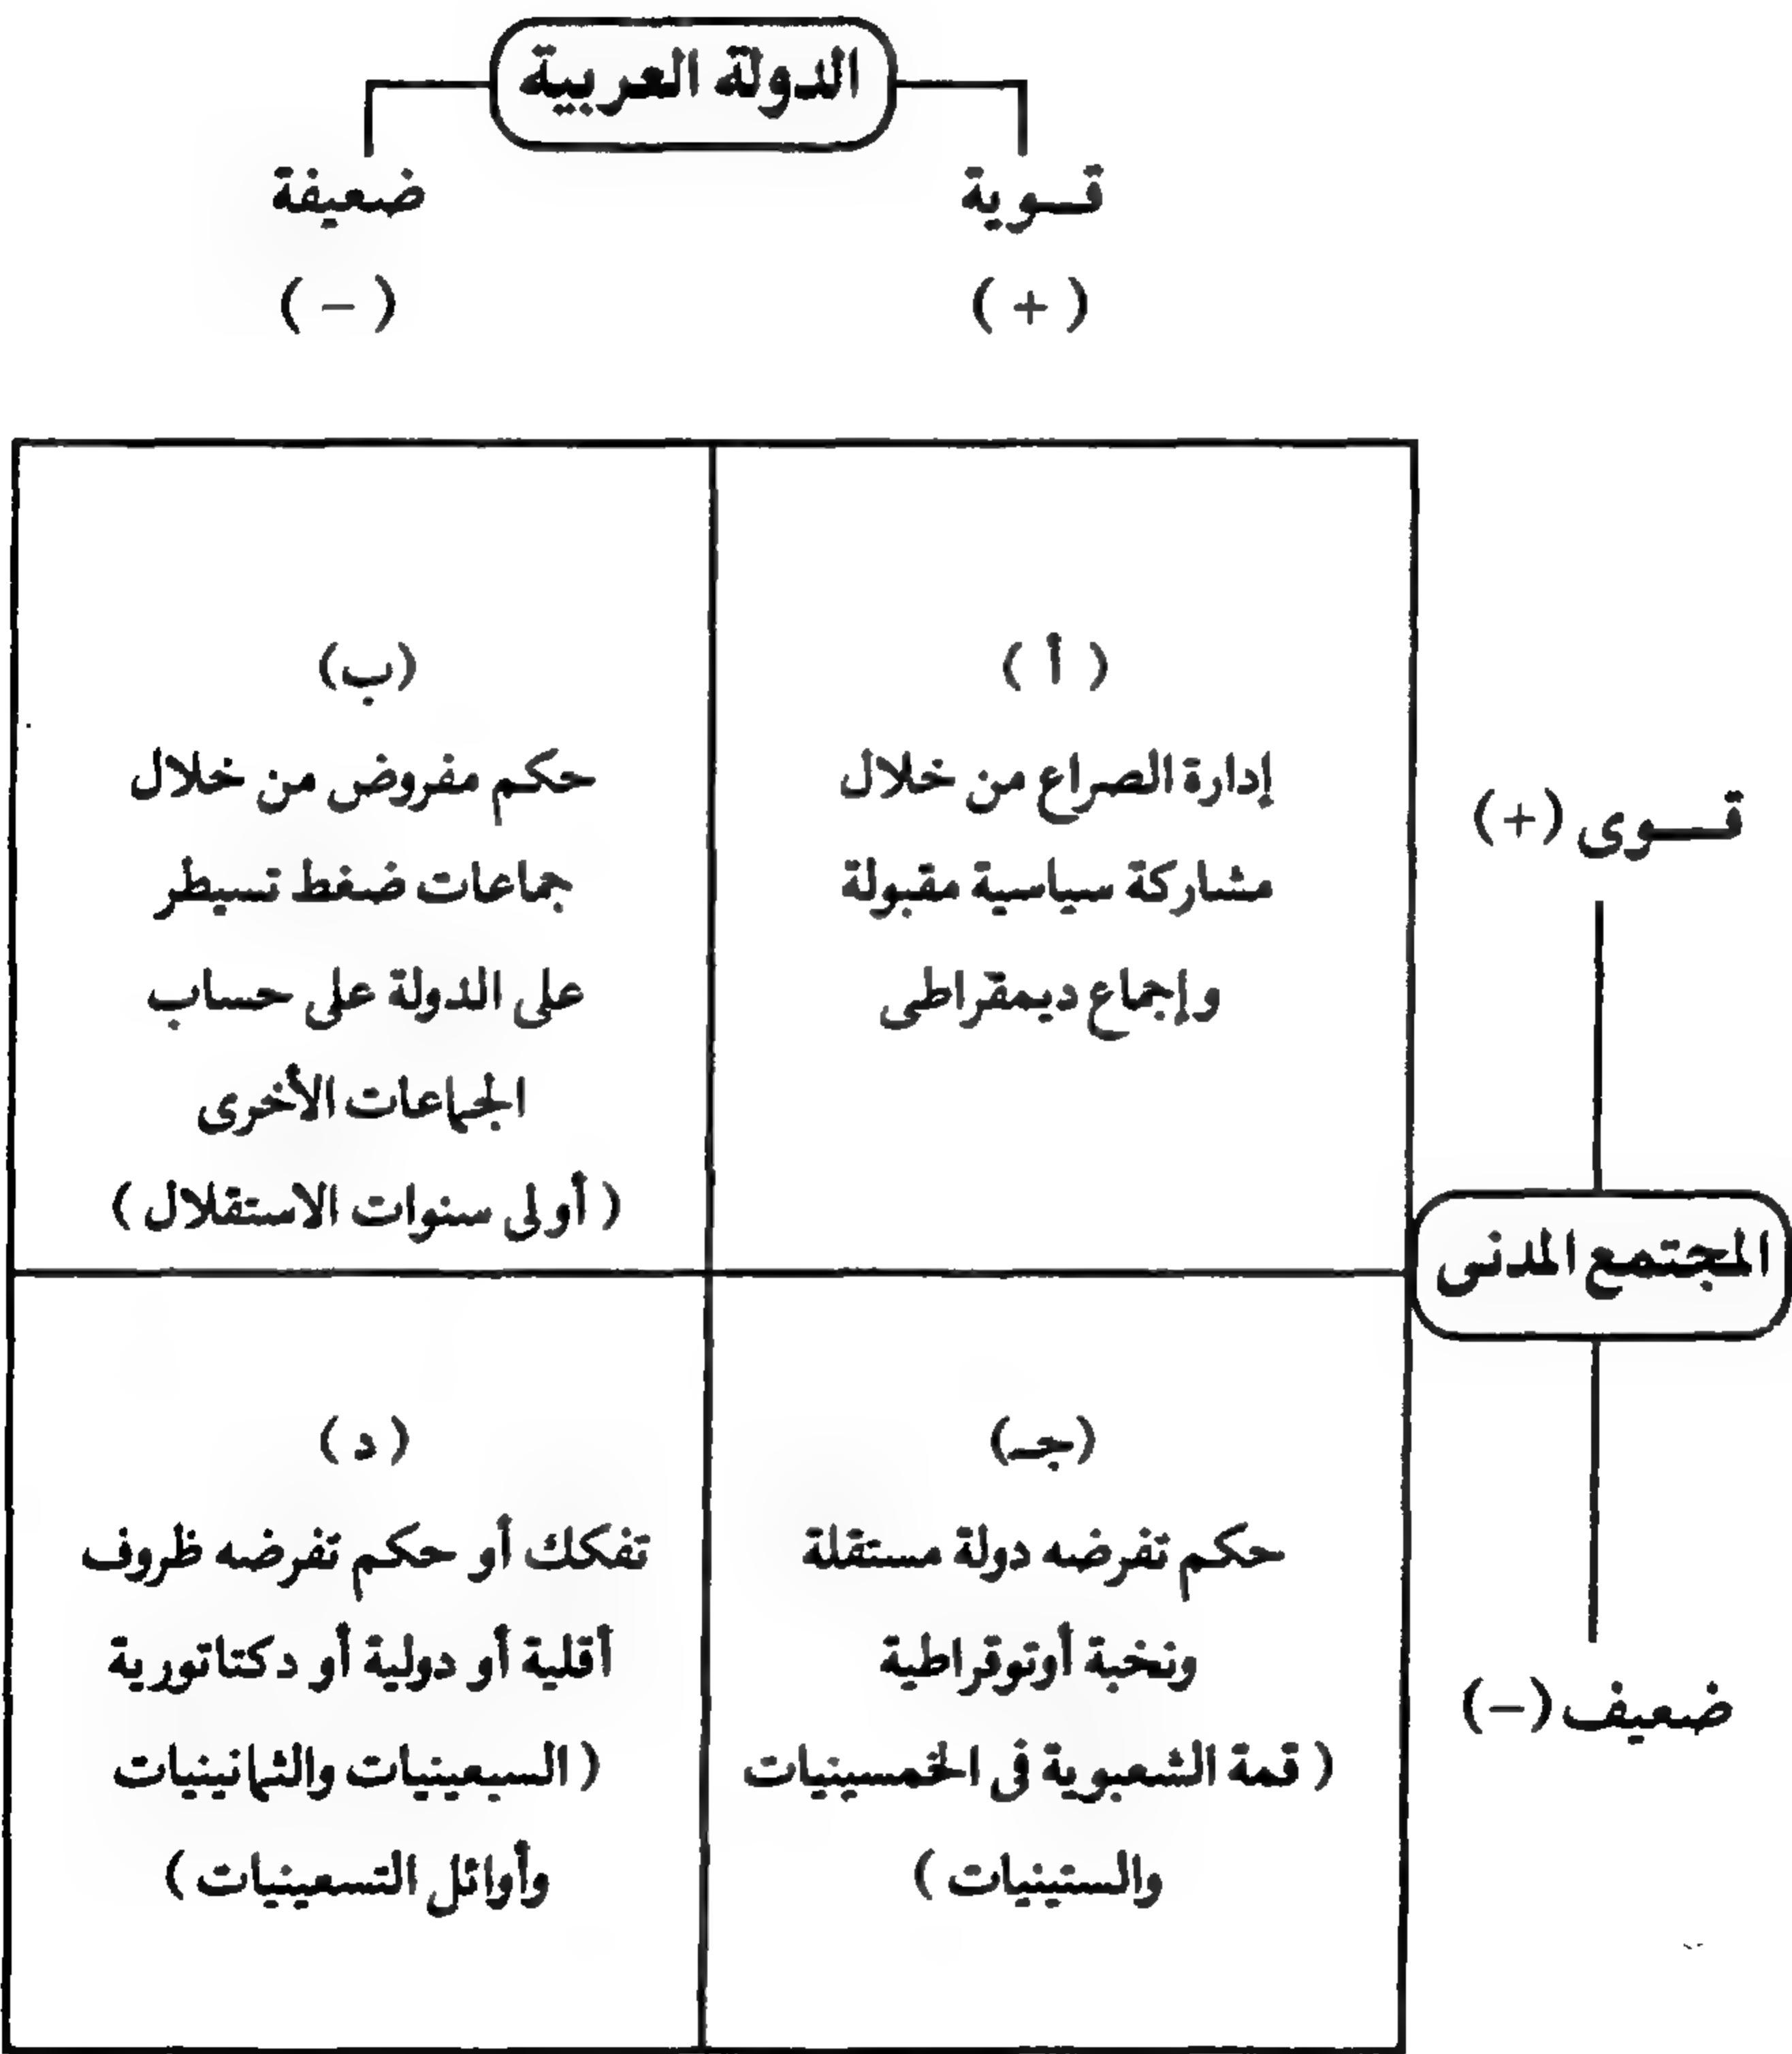 الدولة العربية
قـوية
ضعيفة
( + )
( – )
( أ )
إدارة الصراع من خلال
مشاركة سياسية مقبولة
وإجماع ديمقراطى
(ب)
حكم مفروض من خلال
جماعات ضغط تسيطر
على الدولة على حساب
الجماعات الأخرى
( أولى سنوات الاستقلال )
قـــوى (+)
المجتمع المدنى
ضعيف (–)
(جـ)
حكم تفرضه دولة مستقلة
ونخبة أوتوقراطية
( قمة الشعبوية فى الخمسينيات
والستينيات )
( د )
تفكك أو حكم تفرضه ظروف
أقلية أو دولية أو دكتاتورية
( السبعينيات والثمانينيات
وأوائل التسعينيات )